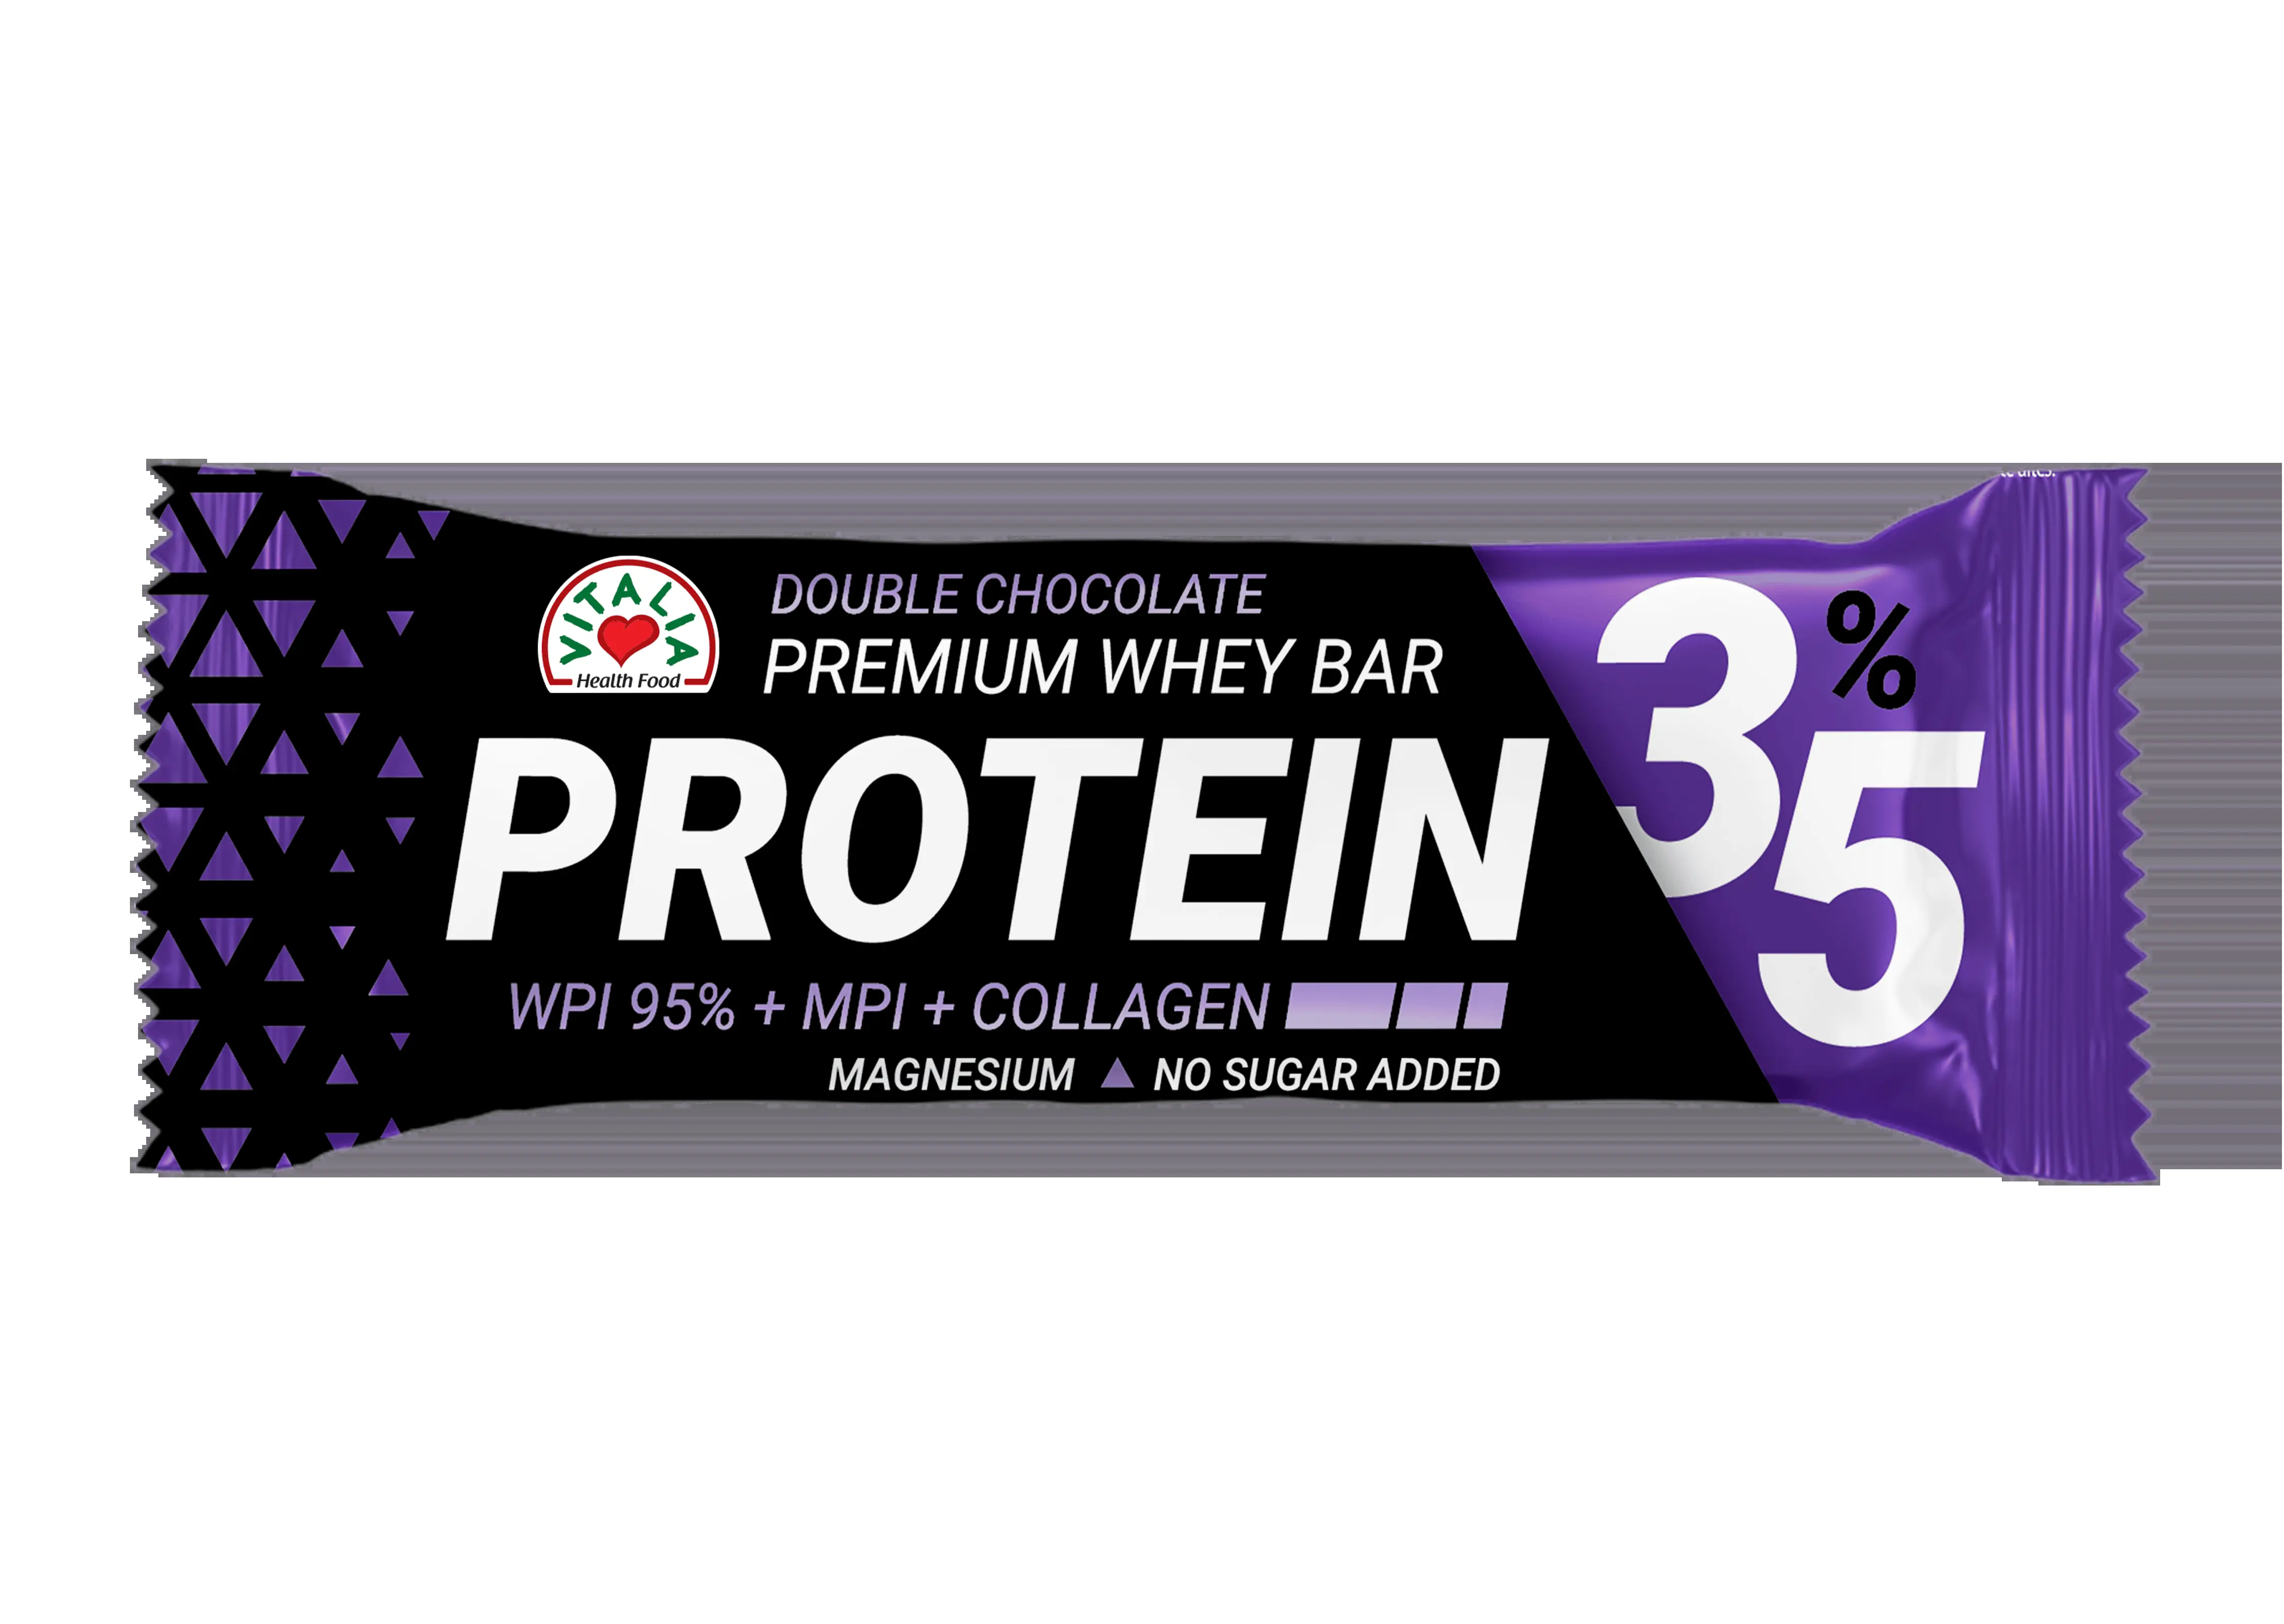 VITALIA
Health Food
DOUBLE CHOCOLATE
PREMIUM WHEY BAR
PROTEIN
35%
WPI 95% + MPI + COLLAGEN
MAGNESIUM ▲ NO SUGAR ADDED